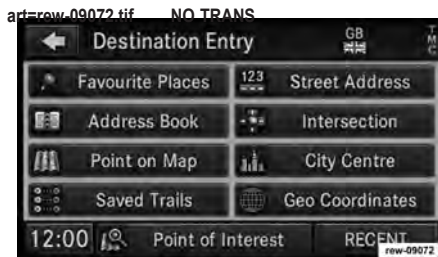 art=rew-09072.tif NO TRANS
Destination Entry GB TMC
Favourite Places 123 Street Address
Address Book Intersection
Point on Map City Centre
Saved Trails Geo Coordinates
12:00 Point of Interest RECENT
rew-09072